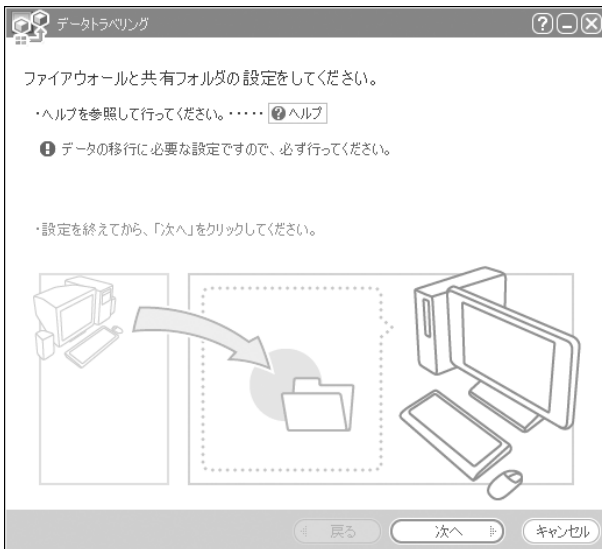 データトラベリング
ファイアウォールと共有フォルダの設定をしてください。
・ヘルプを参照して行ってください。・・・・・ ?ヘルプ
! データの移行に必要な設定ですので、必ず行ってください。
・設定を終えてから、「次へ」をクリックしてください。
戻る 次へ キャンセル